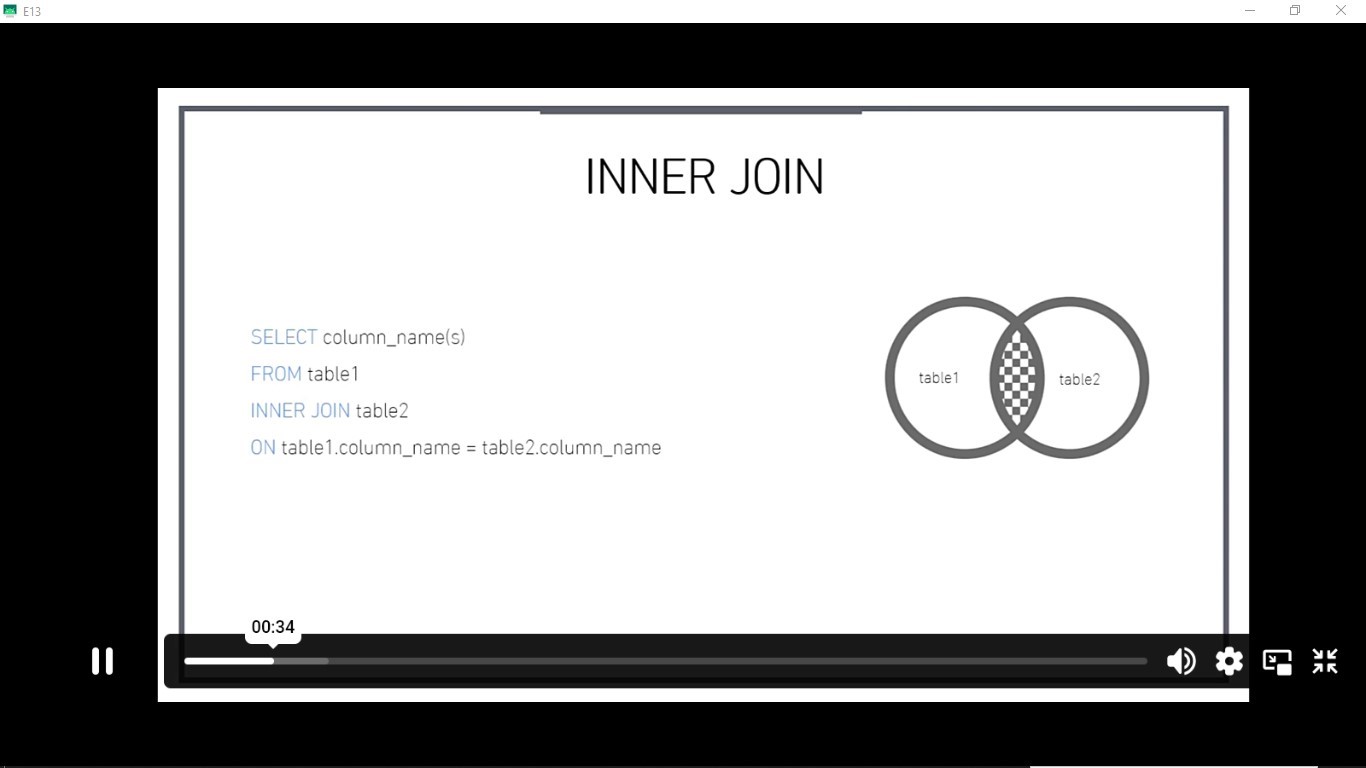 E13
INNER JOIN
SELECT column_name(s)
FROM table1
INNER JOIN table2
ON table1.column_name = table2.column_name
table1
table2
00:34